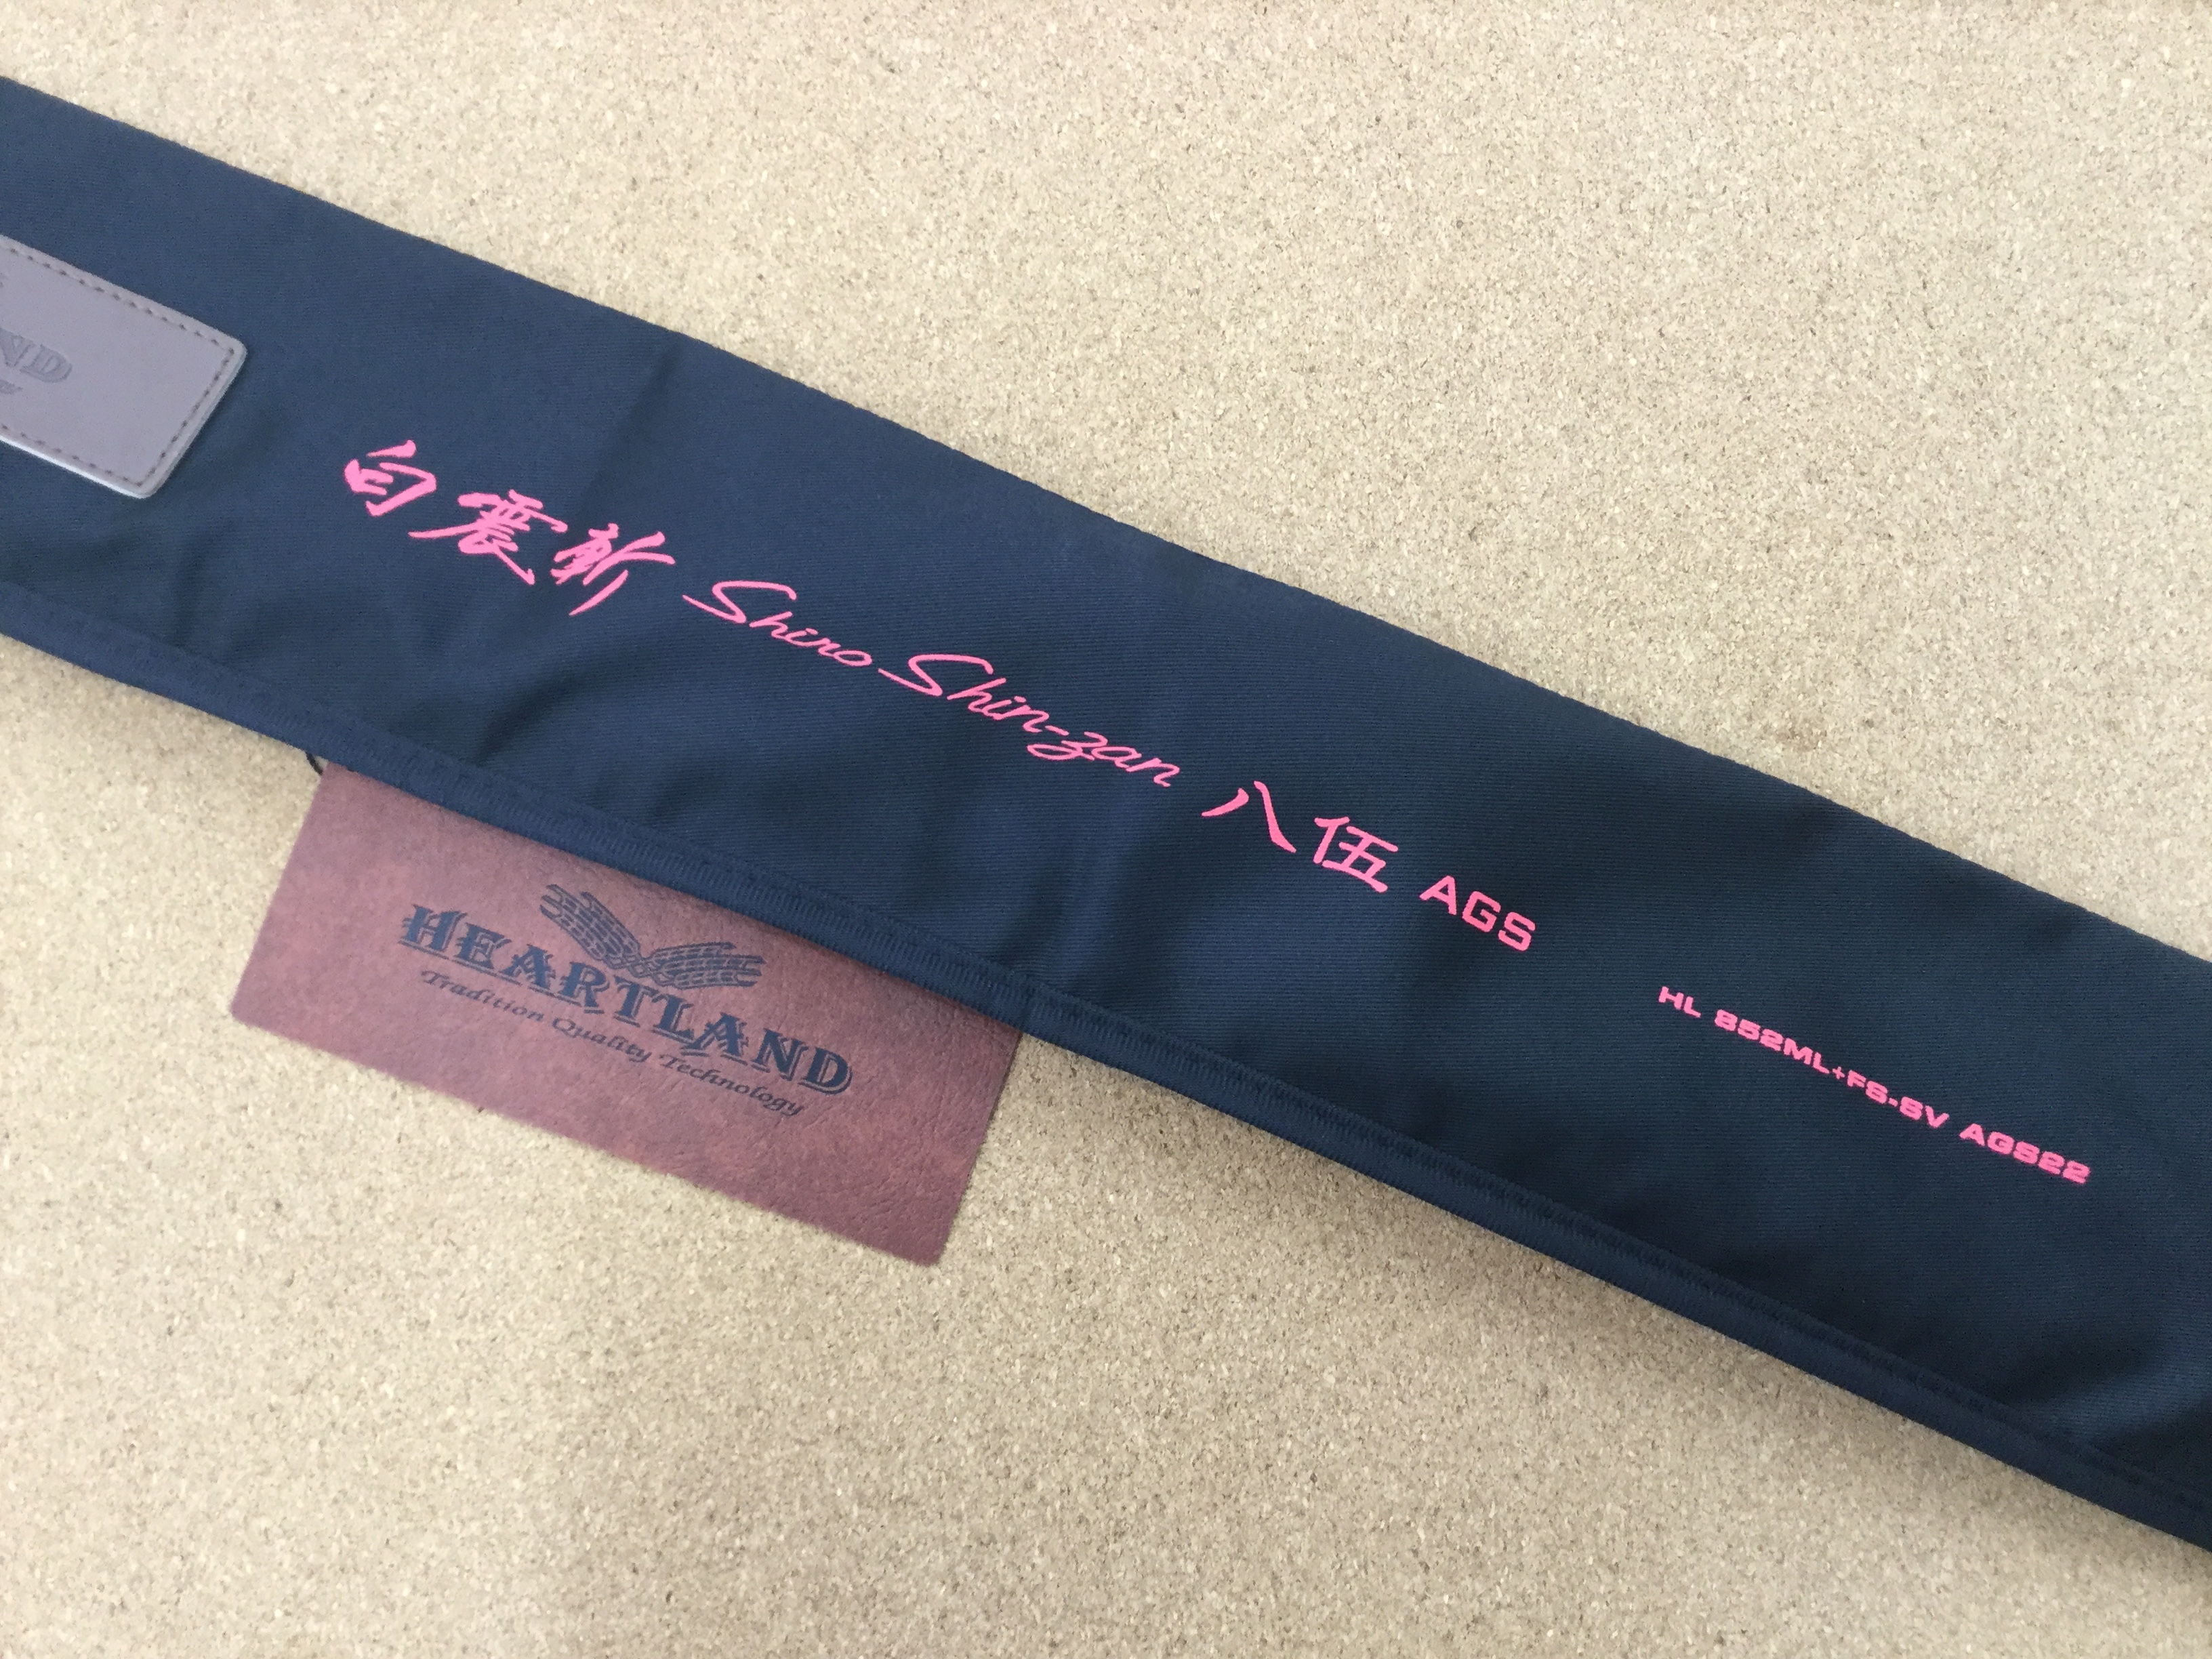 白震斬 Shiro Shin-zan 八伍 AGS
HL 852ML+FS-SV AGS22
HEARTLAND
Tradition Quality Technology